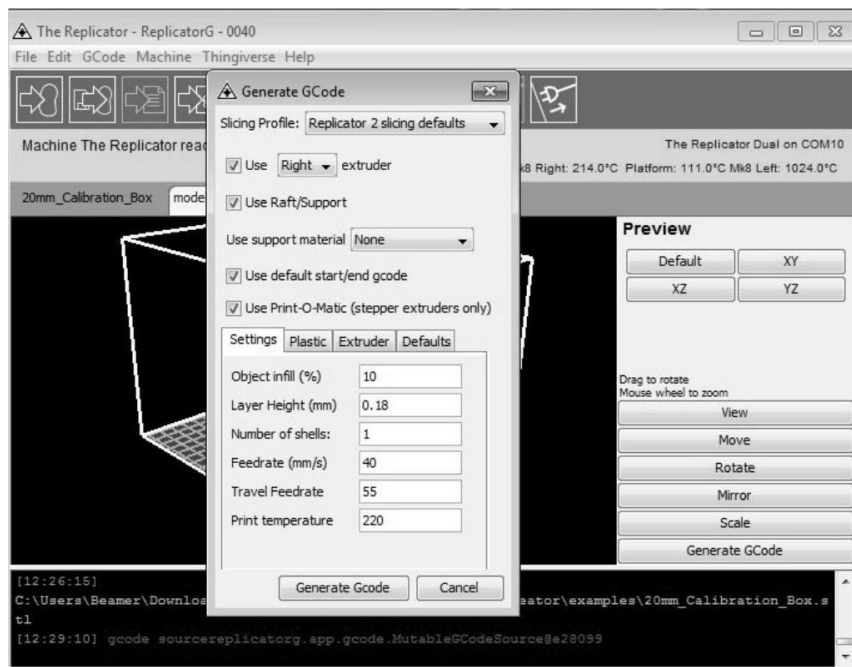 The Replicator - ReplicatorG - 0040
File Edit GCode Machine Thingiverse Help
Machine The Replicator
The Replicator Dual on COM10
Right: 214.0°C Platform: 111.0°C Mk8 Left: 1024.0°C
20mm_Calibration_Box
Generate GCode
Slicing Profile: Replicator 2 slicing defaults
Use Right extruder
Use Raft/Support
Use support material None
Use default start/end gcode
Use Print-O-Matic (stepper extruders only)
Settings Plastic Extruder Defaults
Object infill (%) 10
Layer Height (mm) 0.18
Number of shells: 1
Feedrate (mm/s) 40
Travel Feedrate 55
Print temperature 220
Generate Gcode Cancel
Preview
Default XY
XZ YZ
Drag to rotate
Mouse wheel to zoom
View
Move
Rotate
Mirror
Scale
Generate GCode
[12:26:15]
C:\Users\Beamer\Downloa eator\examples\20mm_Calibration_Box.s
tl
[12:29:10] gcode sourcereplicatorg.app.gcode.MutableGCodeSource@e28099